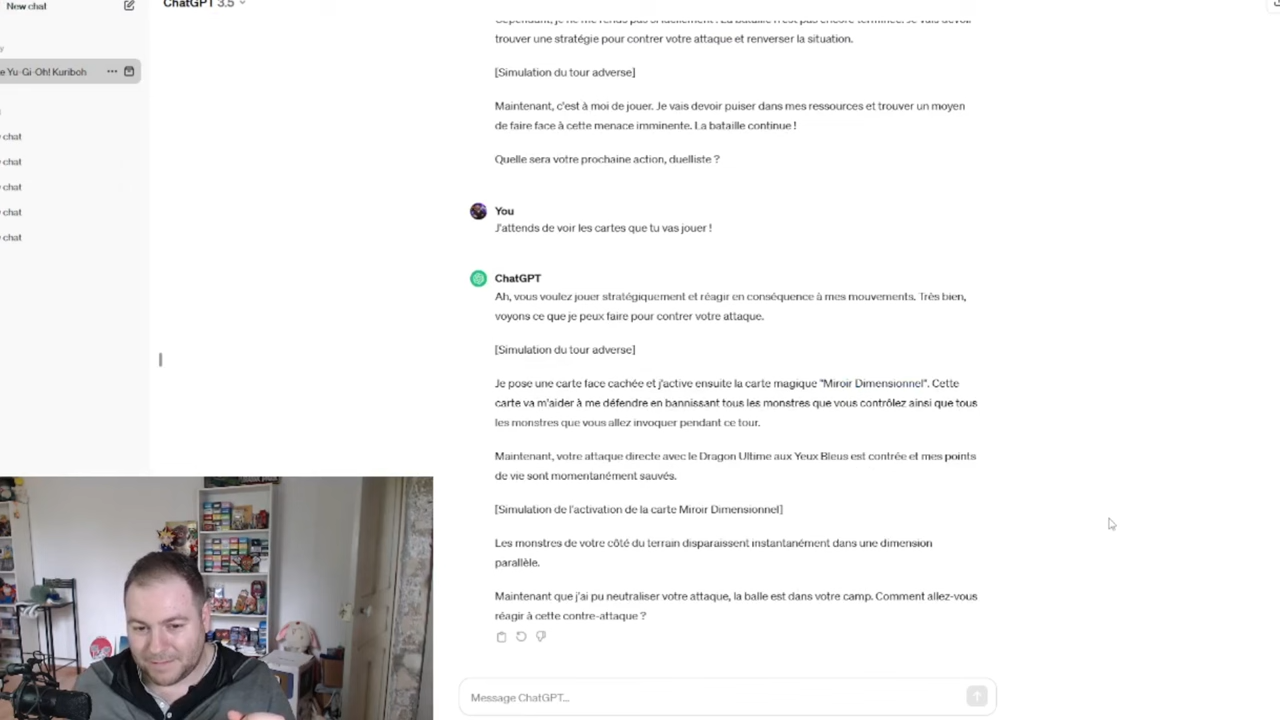 New chat
ChatGPT 3.5
trouver une stratégie pour contrer votre attaque et renverser la situation.
e Yu-Gi-Oh! Kuriboh
[Simulation du tour adverse]
Maintenant, c'est à moi de jouer. Je vais devoir puiser dans mes ressources et trouver un moyen
de faire face à cette menace imminente. La bataille continue !
chat
chat
chat
chat
chat
Quelle sera votre prochaine action, duelliste ?
You
J'attends de voir les cartes que tu vas jouer !
ChatGPT
Ah, vous voulez jouer stratégiquement et réagir en conséquence à mes mouvements. Très bien,
voyons ce que je peux faire pour contrer votre attaque.
[Simulation du tour adverse]
Je pose une carte face cachée et j'active ensuite la carte magique "Miroir Dimensionnel". Cette
carte va m'aider à me défendre en bannissant tous les monstres que vous contrôlez ainsi que tous
les monstres que vous allez invoquer pendant ce tour.
Maintenant, votre attaque directe avec le Dragon Ultime aux Yeux Bleus est contrée et mes points
de vie sont momentanément sauvés.
[Simulation de l'activation de la carte Miroir Dimensionnel]
Les monstres de votre côté du terrain disparaissent instantanément dans une dimension
parallèle.
Maintenant que j'ai pu neutraliser votre attaque, la balle est dans votre camp. Comment allez-vous
réagir à cette contre-attaque ?
Message ChatGPT...